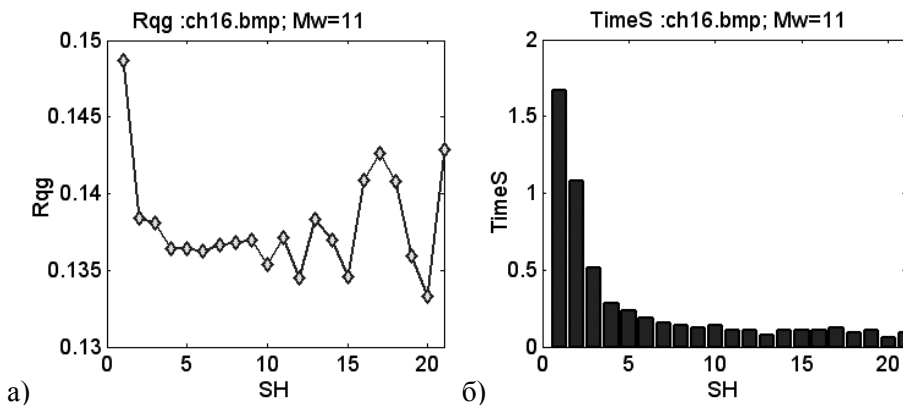 Rqg :ch16.bmp; Mw=11
0.15
0.145
0.14
0.135
0.13
Rqg
0 5 10 15 20
SH
а)
TimeS :ch16.bmp; Mw=11
2
1.5
1
0.5
0
TimeS
0 5 10 15 20
SH
б)